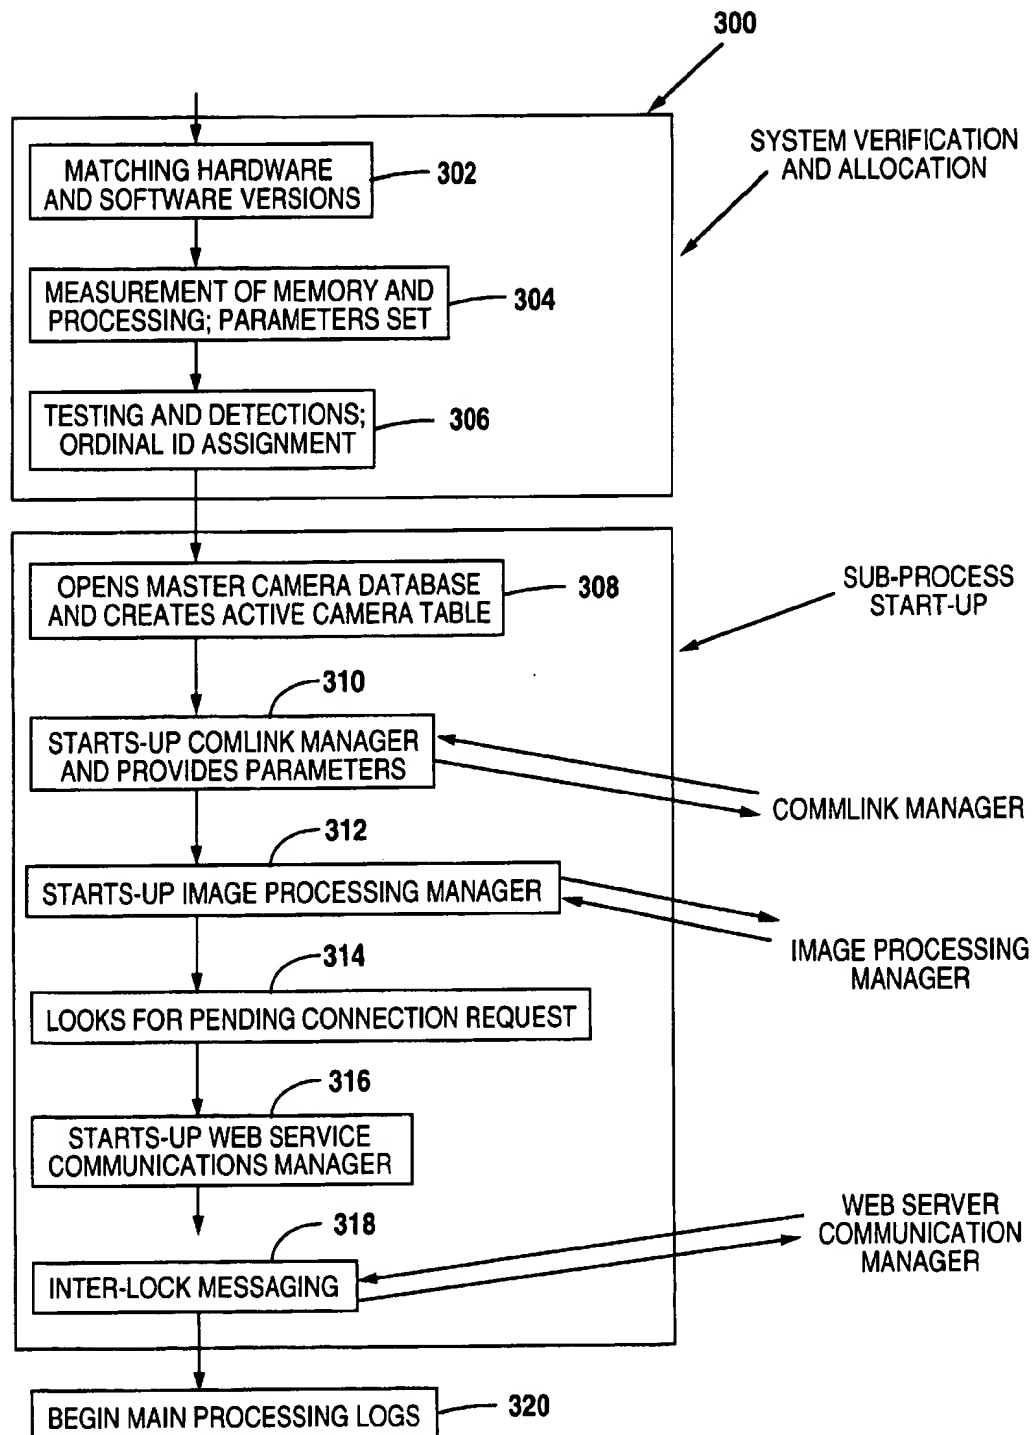 300
SYSTEM VERIFICATION
AND ALLOCATION
MATCHING HARDWARE
AND SOFTWARE VERSIONS
302
MEASUREMENT OF MEMORY AND
PROCESSING; PARAMETERS SET
304
TESTING AND DETECTIONS;
ORDINAL ID ASSIGNMENT
306
OPENS MASTER CAMERA DATABASE
AND CREATES ACTIVE CAMERA TABLE
308
SUB-PROCESS
START-UP
310
STARTS-UP COMLINK MANAGER
AND PROVIDES PARAMETERS
COMMLINK MANAGER
312
STARTS-UP IMAGE PROCESSING MANAGER
IMAGE PROCESSING
MANAGER
314
LOOKS FOR PENDING CONNECTION REQUEST
316
STARTS-UP WEB SERVICE
COMMUNICATIONS MANAGER
318
INTER-LOCK MESSAGING
WEB SERVER
COMMUNICATION
MANAGER
BEGIN MAIN PROCESSING LOGS
320